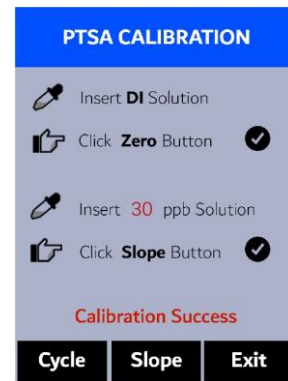 PTSA CALIBRATION
Insert DI Solution
Click Zero Button
Insert 30 ppb Solution
Click Slope Button
Calibration Success
Cycle Slope Exit